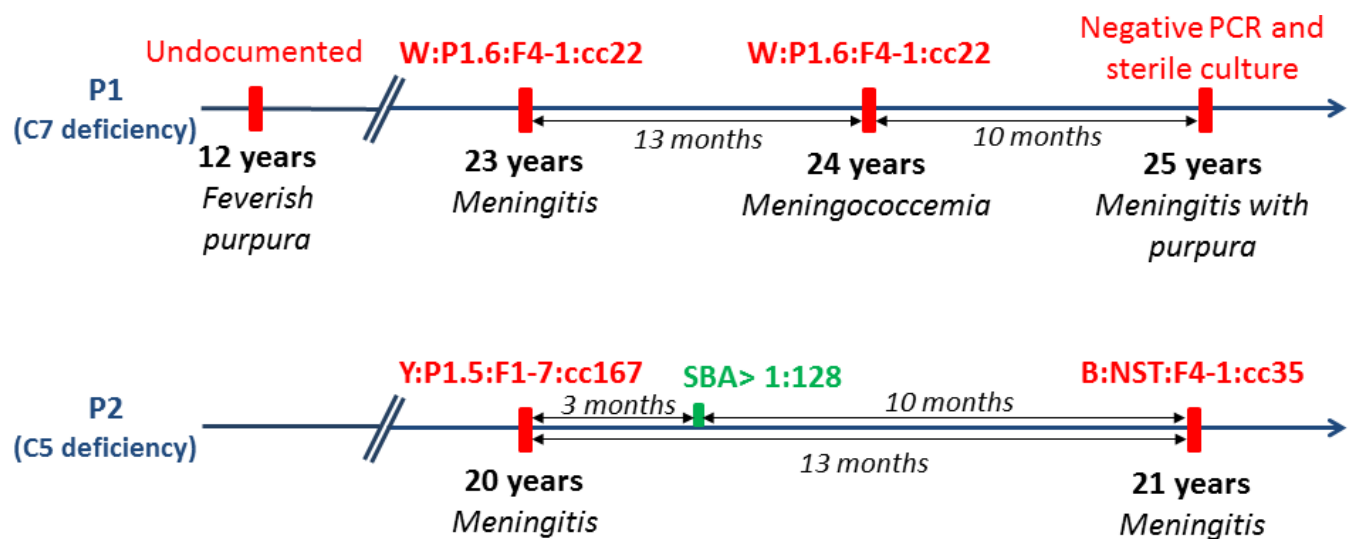 Undocumented
W:P1.6:F4-1:cc22
W:P1.6:F4-1:cc22
Negative PCR and
sterile culture
P1
(C7 deficiency)
13 months
10 months
12 years
Feverish
purpura
23 years
Meningitis
24 years
Meningococcemia
25 years
Meningitis with
purpura
Y:P1.5:F1-7:cc167
SBA> 1:128
B:NST:F4-1:cc35
P2
(C5 deficiency)
3 months
10 months
13 months
20 years
Meningitis
21 years
Meningitis